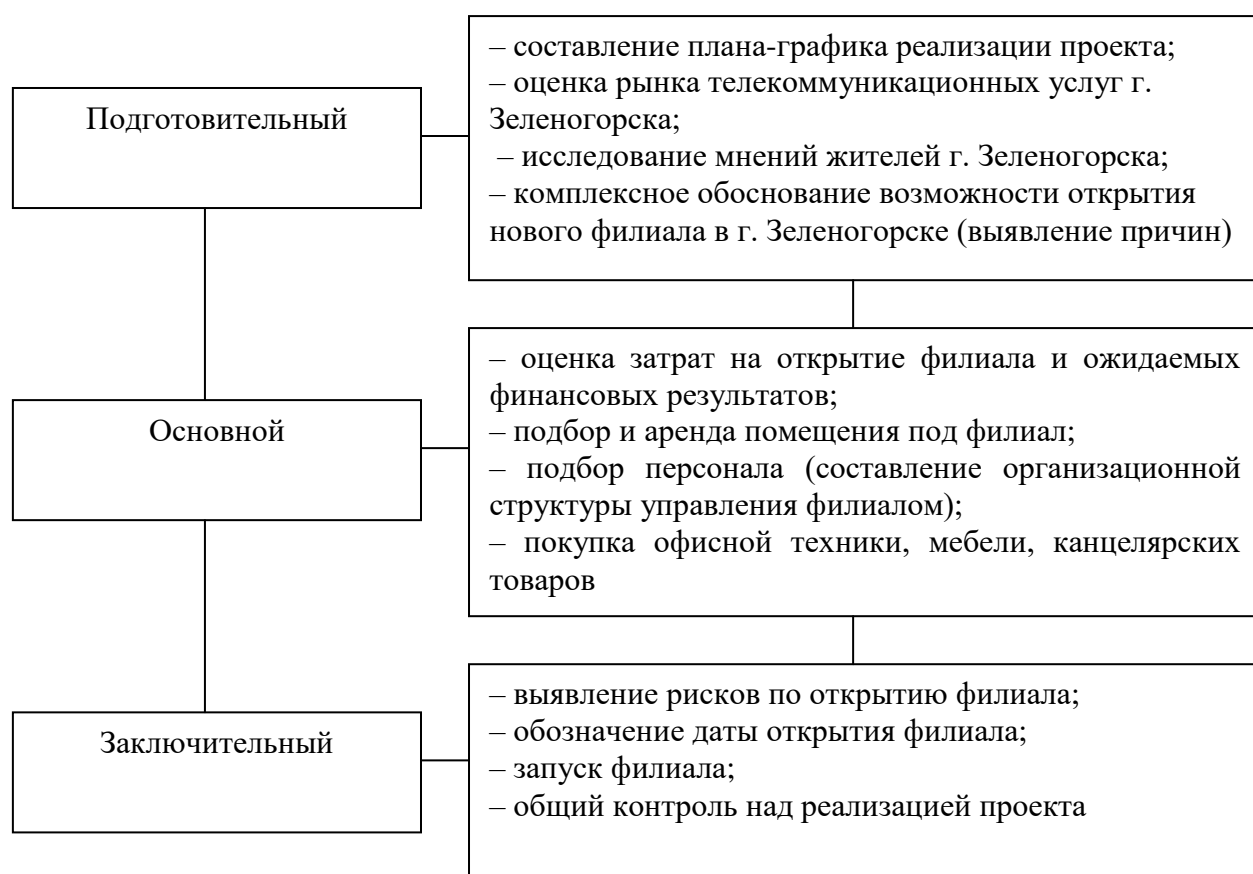 Подготовительный
– составление плана-графика реализации проекта;
– оценка рынка телекоммуникационных услуг г.
Зеленогорска;
– исследование мнений жителей г. Зеленогорска;
– комплексное обоснование возможности открытия
нового филиала в г. Зеленогорске (выявление причин)
Основной
– оценка затрат на открытие филиала и ожидаемых
финансовых результатов;
– подбор и аренда помещения под филиал;
– подбор персонала (составление организационной
структуры управления филиалом);
– покупка офисной техники, мебели, канцелярских
товаров
Заключительный
– выявление рисков по открытию филиала;
– обозначение даты открытия филиала;
– запуск филиала;
– общий контроль над реализацией проекта